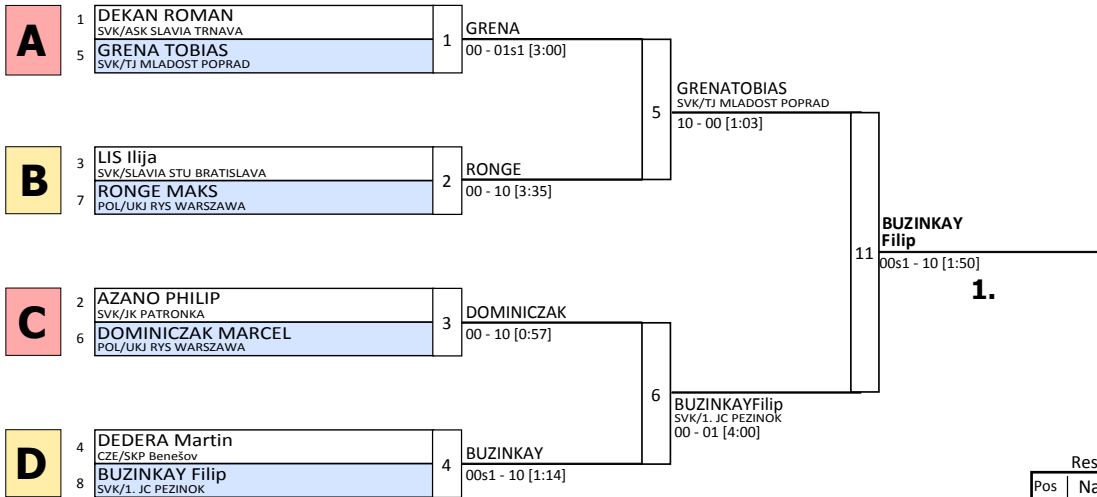 A
1 DEKAN ROMAN
SVK/ASK SLAVIA TRNAVA
5 GRENA TOBIAS
SVK/TJ MLADOST POPRAD
1
GRENA
00 - 01s1 [3:00]
B
3 LIS Ilija
SVK/SLAVIA STU BRATISLAVA
7 RONGE MAKS
POL/UKJ RYS WARSZAWA
2
RONGE
00 - 10 [3:35]
5
GRENATOBIAS
SVK/TJ MLADOST POPRAD
10 - 00 [1:03]
C
2 AZANO PHILIP
SVK/JK PATRONKA
6 DOMINICZAK MARCEL
POL/UKJ RYS WARSZAWA
3
DOMINICZAK
00 - 10 [0:57]
D
4 DEDERA Martin
CZE/SKP Benešov
8 BUZINKAY Filip
SVK/1. JC PEZINOK
4
BUZINKAY
00s1 - 10 [1:14]
6
BUZINKAYFilip
SVK/1. JC PEZINOK
00 - 01 [4:00]
11
BUZINKAY
Filip
00s1 - 10 [1:50]
1.
Res
Pos Na